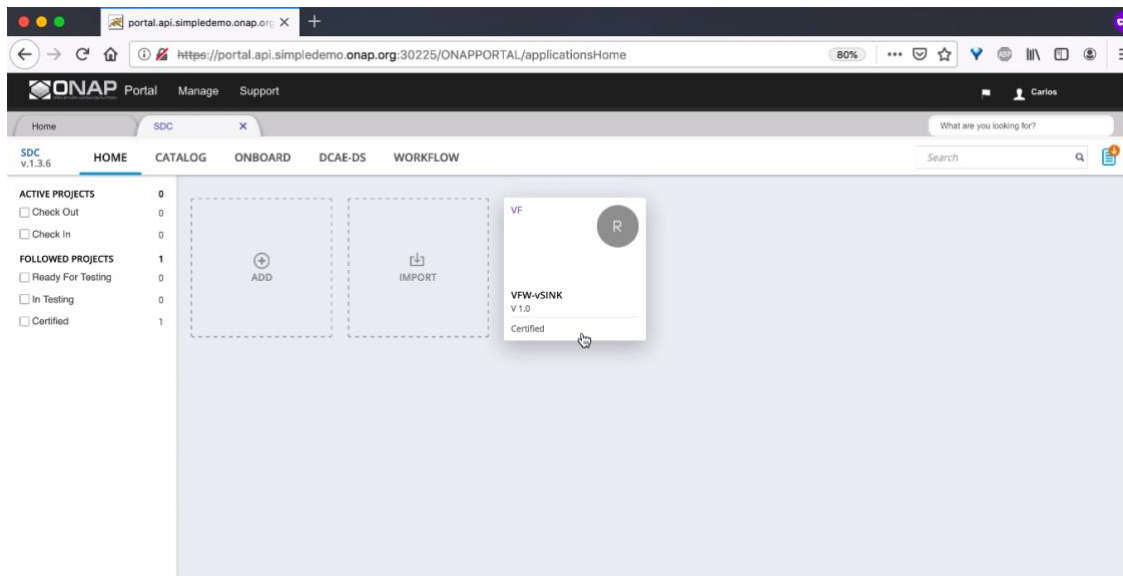 portal.api.simpledemo.onap.org
https://portal.api.simpledemo.onap.org:30225/ONAPPORTAL/applicationsHome 80%
ONAP Portal Manage Support Carlos
Home SDC What are you looking for?
SDC
v.1.3.6
HOME CATALOG ONBOARD DCAE-DS WORKFLOW Search
ACTIVE PROJECTS 0
Check Out 0
Check In 0
FOLLOWED PROJECTS 1
Ready For Testing 0
In Testing 0
Certified 1
ADD
IMPORT
VF
R
VFW-vSINK
V 1.0
Certified